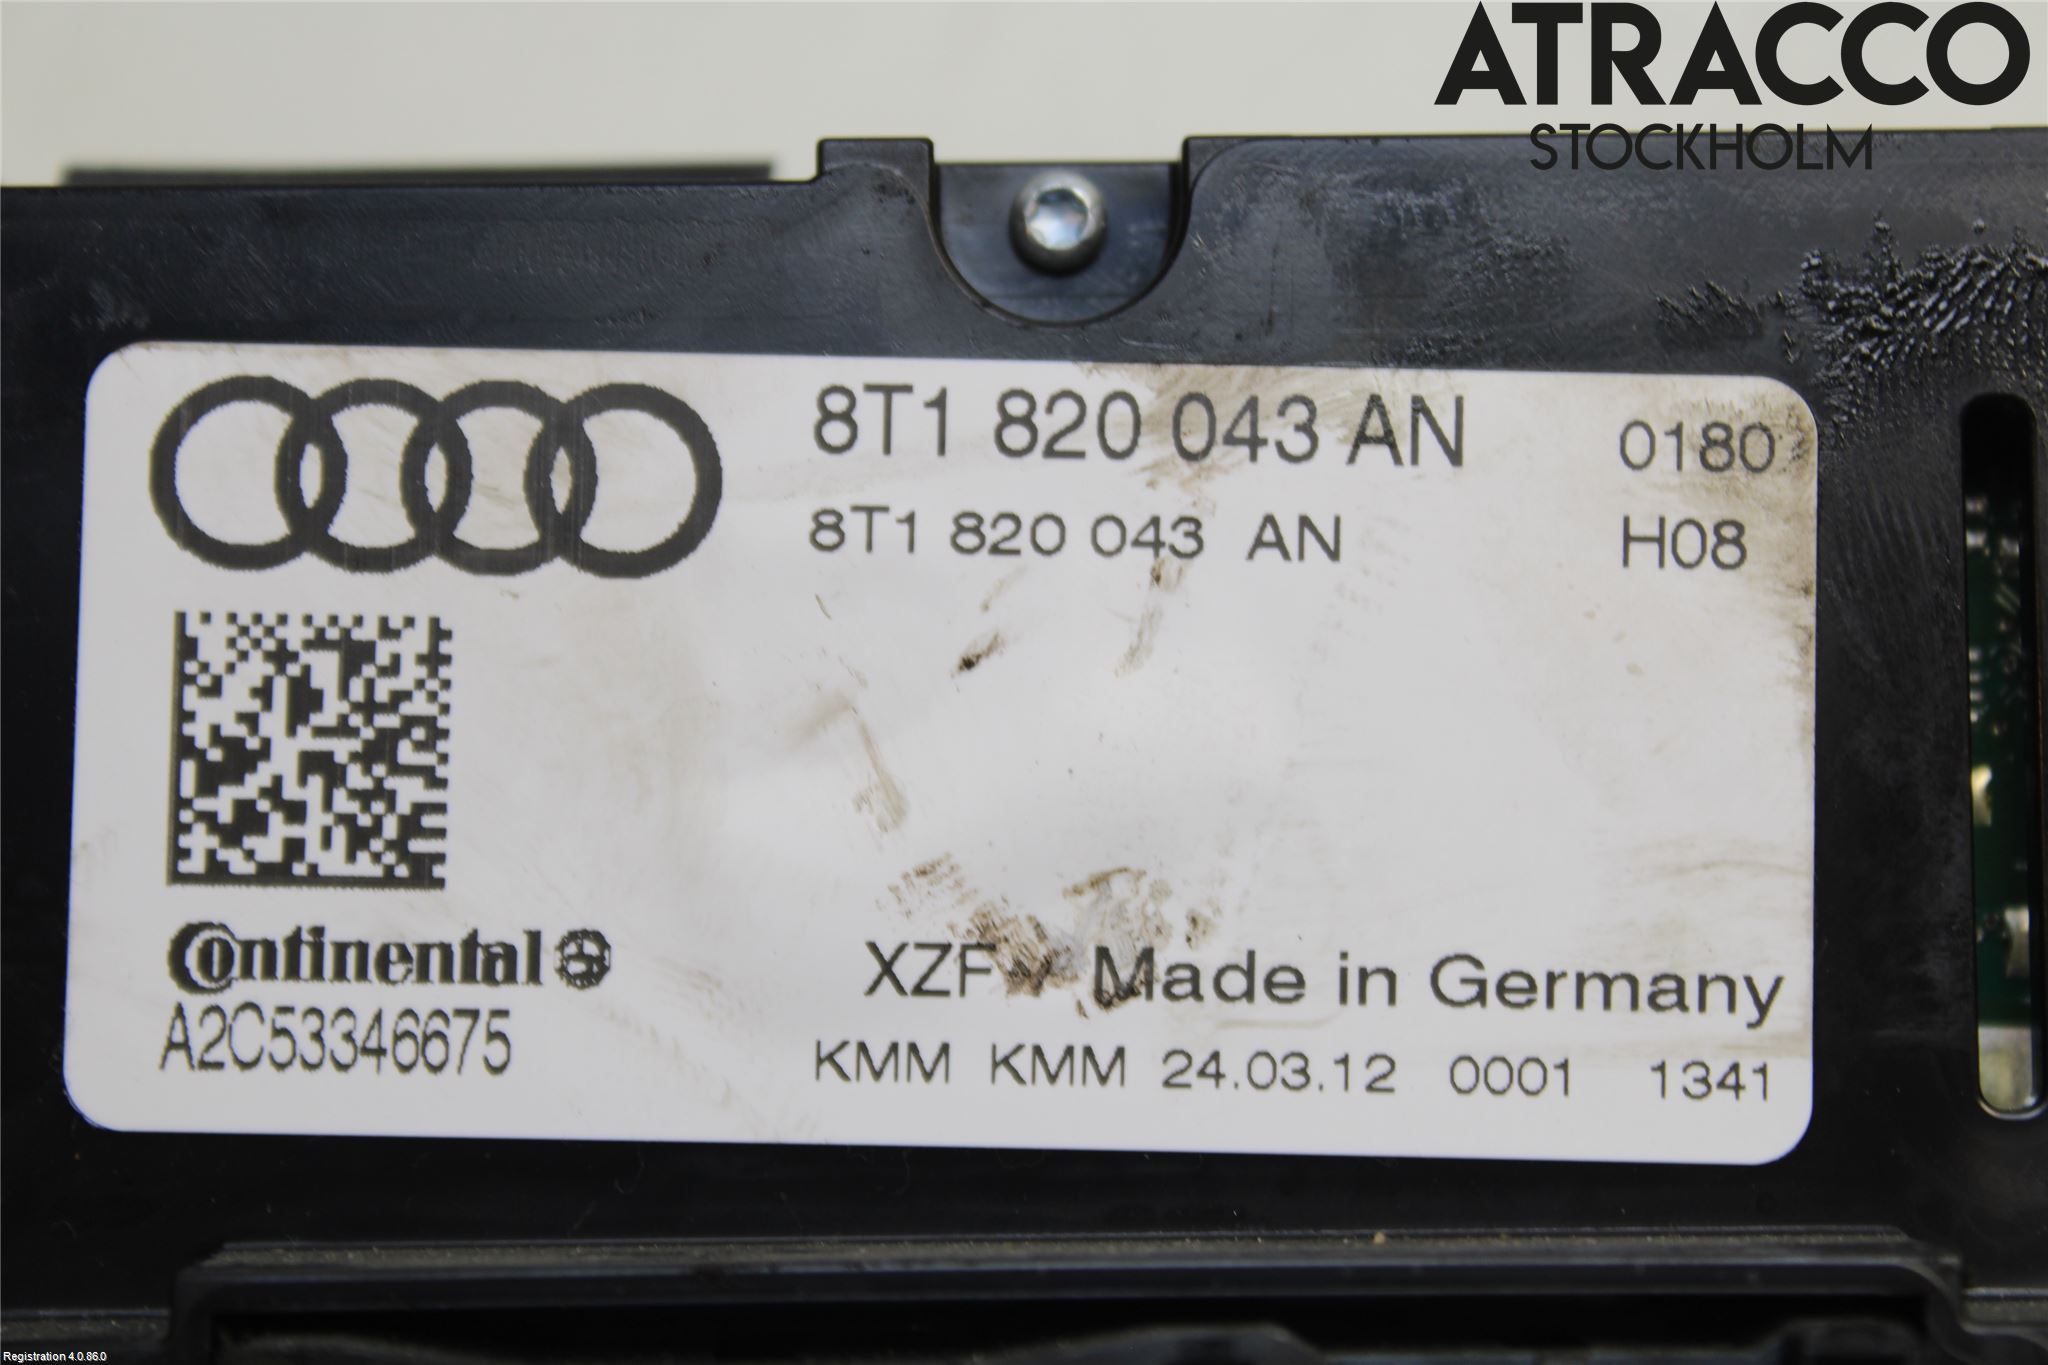 ATRACCO
STOCKHOLM
8T1 820 043 AN 0180
8T1 820 043 AN H08
Continental
A2C53346675
XZF Made in Germany
KMM KMM 24.03.12 0001 1341
Registration 4.0.86.0